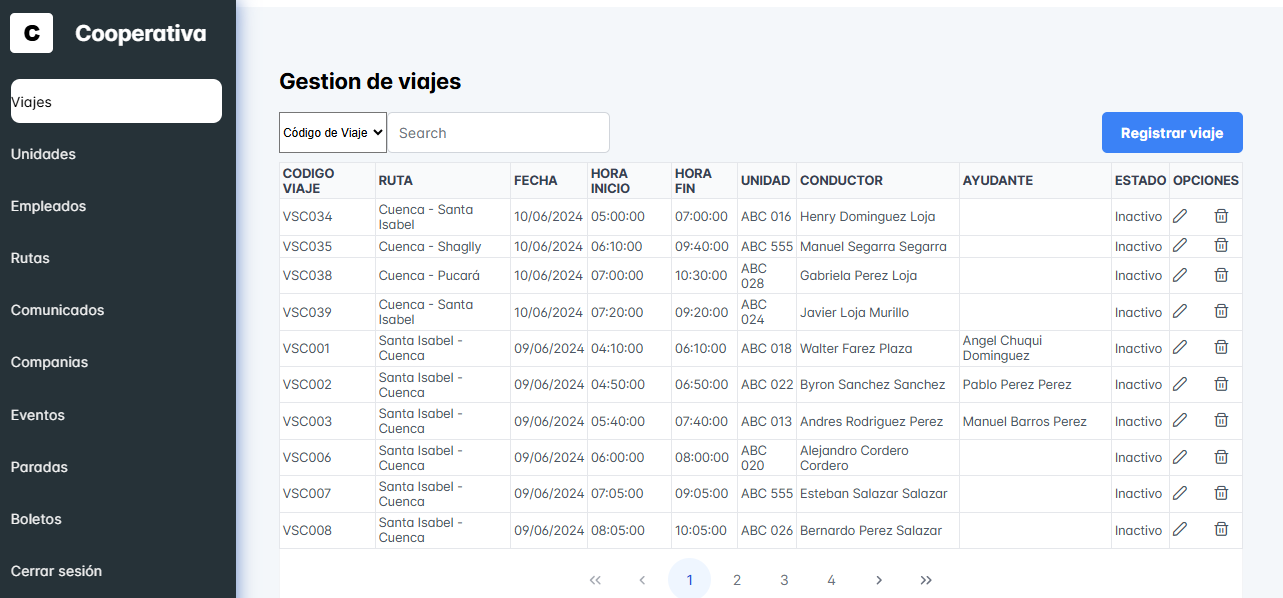 C Cooperativa
Viajes
Unidades
Empleados
Rutas
Comunicados
Companias
Eventos
Paradas
Boletos
Cerrar sesión
Gestion de viajes
Código de Viaje Search Registrar viaje
CODIGO VIAJE RUTA FECHA HORA INICIO HORA FIN UNIDAD CONDUCTOR AYUDANTE ESTADO OPCIONES
VSC034 Cuenca - Santa Isabel 10/06/2024 05:00:00 07:00:00 ABC 016 Henry Dominguez Loja Inactivo
VSC035 Cuenca - Shaglly 10/06/2024 06:10:00 09:40:00 ABC 555 Manuel Segarra Segarra Inactivo
VSC038 Cuenca - Pucará 10/06/2024 07:00:00 10:30:00 ABC 028 Gabriela Perez Loja Inactivo
VSC039 Cuenca - Santa Isabel 10/06/2024 07:20:00 09:20:00 ABC 024 Javier Loja Murillo Inactivo
VSC001 Santa Isabel - Cuenca 09/06/2024 04:10:00 06:10:00 ABC 018 Walter Farez Plaza Angel Chuqui Dominguez Inactivo
VSC002 Santa Isabel - Cuenca 09/06/2024 04:50:00 06:50:00 ABC 022 Byron Sanchez Sanchez Pablo Perez Perez Inactivo
VSC003 Santa Isabel - Cuenca 09/06/2024 05:40:00 07:40:00 ABC 013 Andres Rodriguez Perez Manuel Barros Perez Inactivo
VSC006 Santa Isabel - Cuenca 09/06/2024 06:00:00 08:00:00 ABC 020 Alejandro Cordero Cordero Inactivo
VSC007 Santa Isabel - Cuenca 09/06/2024 07:05:00 09:05:00 ABC 555 Esteban Salazar Salazar Inactivo
VSC008 Santa Isabel - Cuenca 09/06/2024 08:05:00 10:05:00 ABC 026 Bernardo Perez Salazar Inactivo
1 2 3 4